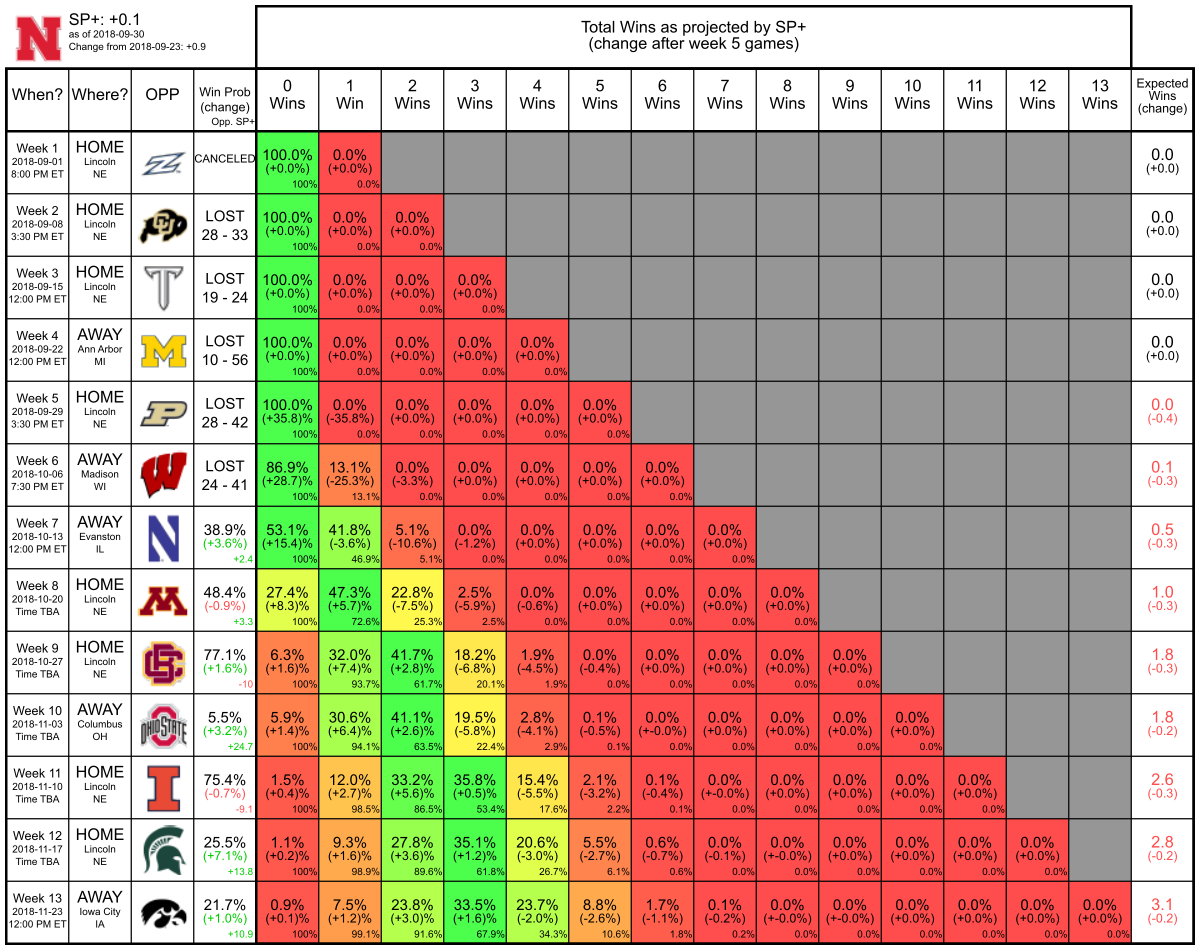 N
SP+: +0.1
as of 2018-09-30
Change from 2018-09-23: +0.9
Total Wins as projected by SP+
(change after week 5 games)
When? Where? OPP Win Prob (change) Opp. SP+ 0 Wins 1 Win 2 Wins 3 Wins 4 Wins 5 Wins 6 Wins 7 Wins 8 Wins 9 Wins 10 Wins 11 Wins 12 Wins 13 Wins Expected Wins (change)
Week 1 HOME Z CANCELED 100.0% 0.0% 0.0
2018-09-01 Lincoln (+0.0%) (+0.0%) (+0.0)
8:00 PM ET NE 100% 0.0%
Week 2 HOME CU LOST 100.0% 0.0% 0.0% 0.0
2018-09-08 Lincoln 28 - 33 (+0.0%) (+0.0%) (+0.0%) (+0.0)
3:30 PM ET NE 100% 0.0% 0.0%
Week 3 HOME T LOST 100.0% 0.0% 0.0% 0.0% 0.0
2018-09-15 Lincoln 19 - 24 (+0.0%) (+0.0%) (+0.0%) (+0.0%) (+0.0)
12:00 PM ET NE 100% 0.0% 0.0% 0.0%
Week 4 AWAY M LOST 100.0% 0.0% 0.0% 0.0% 0.0% 0.0
2018-09-22 Ann Arbor 10 - 56 (+0.0%) (+0.0%) (+0.0%) (+0.0%) (+0.0%) (+0.0)
12:00 PM ET MI 100% 0.0% 0.0% 0.0% 0.0%
Week 5 HOME P LOST 100.0% 0.0% 0.0% 0.0% 0.0% 0.0% 0.0
2018-09-29 Lincoln 28 - 42 (+35.8)% (-35.8%) (+0.0%) (+0.0%) (+0.0%) (+0.0%) (-0.4)
3:30 PM ET NE 100% 0.0% 0.0% 0.0% 0.0% 0.0%
Week 6 AWAY W LOST 86.9% 13.1% 0.0% 0.0% 0.0% 0.0% 0.0% 0.1
2018-10-06 Madison 24 - 41 (+28.7)% (-25.3%) (-3.3%) (+0.0%) (+0.0%) (+0.0%) (+0.0%) (-0.3)
7:30 PM ET WI 100% 13.1% 0.0% 0.0% 0.0% 0.0% 0.0%
Week 7 AWAY N 38.9% 53.1% 41.8% 5.1% 0.0% 0.0% 0.0% 0.0% 0.0% 0.5
2018-10-13 Evanston (+3.6%) (+15.4)% (-3.6%) (-10.6%) (-1.2%) (+0.0%) (+0.0%) (+0.0%) (+0.0%) (-0.3)
12:00 PM ET IL +2.4 100% 46.9% 5.1% 0.0% 0.0% 0.0% 0.0% 0.0%
Week 8 HOME M 48.4% 27.4% 47.3% 22.8% 2.5% 0.0% 0.0% 0.0% 0.0% 0.0% 1.0
2018-10-20 Lincoln (-0.9%) (+8.3)% (+5.7)% (-7.5%) (-5.9%) (-0.6%) (+0.0%) (+0.0%) (+0.0%) (+0.0%) (-0.3)
Time TBA NE +3.3 100% 72.6% 25.3% 2.5% 0.0% 0.0% 0.0% 0.0% 0.0%
Week 9 HOME BC 77.1% 6.3% 32.0% 41.7% 18.2% 1.9% 0.0% 0.0% 0.0% 0.0% 0.0% 1.8
2018-10-27 Lincoln (+1.6%) (+1.6)% (+7.4)% (+2.8)% (-6.8%) (-4.5%) (-0.4%) (+0.0%) (+0.0%) (+0.0%) (+0.0%) (-0.3)
Time TBA NE -10 100% 93.7% 61.7% 20.1% 1.9% 0.0% 0.0% 0.0% 0.0% 0.0%
Week 10 AWAY OHIO STATE 5.5% 5.9% 30.6% 41.1% 19.5% 2.8% 0.1% 0.0% 0.0% 0.0% 0.0% 0.0% 1.8
2018-11-03 Columbus (+3.2%) (+1.4)% (+6.4)% (+2.6)% (-5.8%) (-4.1%) (-0.5%) (+-0.0%) (+0.0%) (+0.0%) (+0.0%) (+0.0%) (-0.2)
Time TBA OH +24.7 100% 94.1% 63.5% 22.4% 2.9% 0.1% 0.0% 0.0% 0.0% 0.0% 0.0%
Week 11 HOME I 75.4% 1.5% 12.0% 33.2% 35.8% 15.4% 2.1% 0.1% 0.0% 0.0% 0.0% 0.0% 0.0% 2.6
2018-11-10 Lincoln (-0.7%) (+0.4)% (+2.7)% (+5.6)% (+0.5)% (-5.5%) (-3.2%) (-0.4%) (+-0.0%) (+0.0%) (+0.0%) (+0.0%) (+0.0%) (-0.3)
Time TBA NE -9.1 100% 98.5% 86.5% 53.4% 17.6% 2.2% 0.1% 0.0% 0.0% 0.0% 0.0% 0.0%
Week 12 HOME 25.5% 1.1% 9.3% 27.8% 35.1% 20.6% 5.5% 0.6% 0.0% 0.0% 0.0% 0.0% 0.0% 0.0% 2.8
2018-11-17 Lincoln (+7.1%) (+0.2)% (+1.6)% (+3.6)% (+1.2)% (-3.0%) (-2.7%) (-0.7%) (-0.1%) (+-0.0%) (+0.0%) (+0.0%) (+0.0%) (+0.0%) (-0.2)
Time TBA NE +13.8 100% 98.9% 89.6% 61.8% 26.7% 6.1% 0.6% 0.0% 0.0% 0.0% 0.0% 0.0% 0.0%
Week 13 AWAY 21.7% 0.9% 7.5% 23.8% 33.5% 23.7% 8.8% 1.7% 0.1% 0.0% 0.0% 0.0% 0.0% 0.0% 0.0% 3.1
2018-11-23 Iowa City (+1.0%) (+0.1)% (+1.2)% (+3.0)% (+1.6)% (-2.0%) (-2.6%) (-1.1%) (-0.2%) (+-0.0%) (+-0.0%) (+0.0%) (+0.0%) (+0.0%) (+0.0%) (-0.2)
12:00 PM ET IA +10.9 100% 99.1% 91.6% 67.9% 34.3% 10.6% 1.8% 0.2% 0.0% 0.0% 0.0% 0.0% 0.0% 0.0%